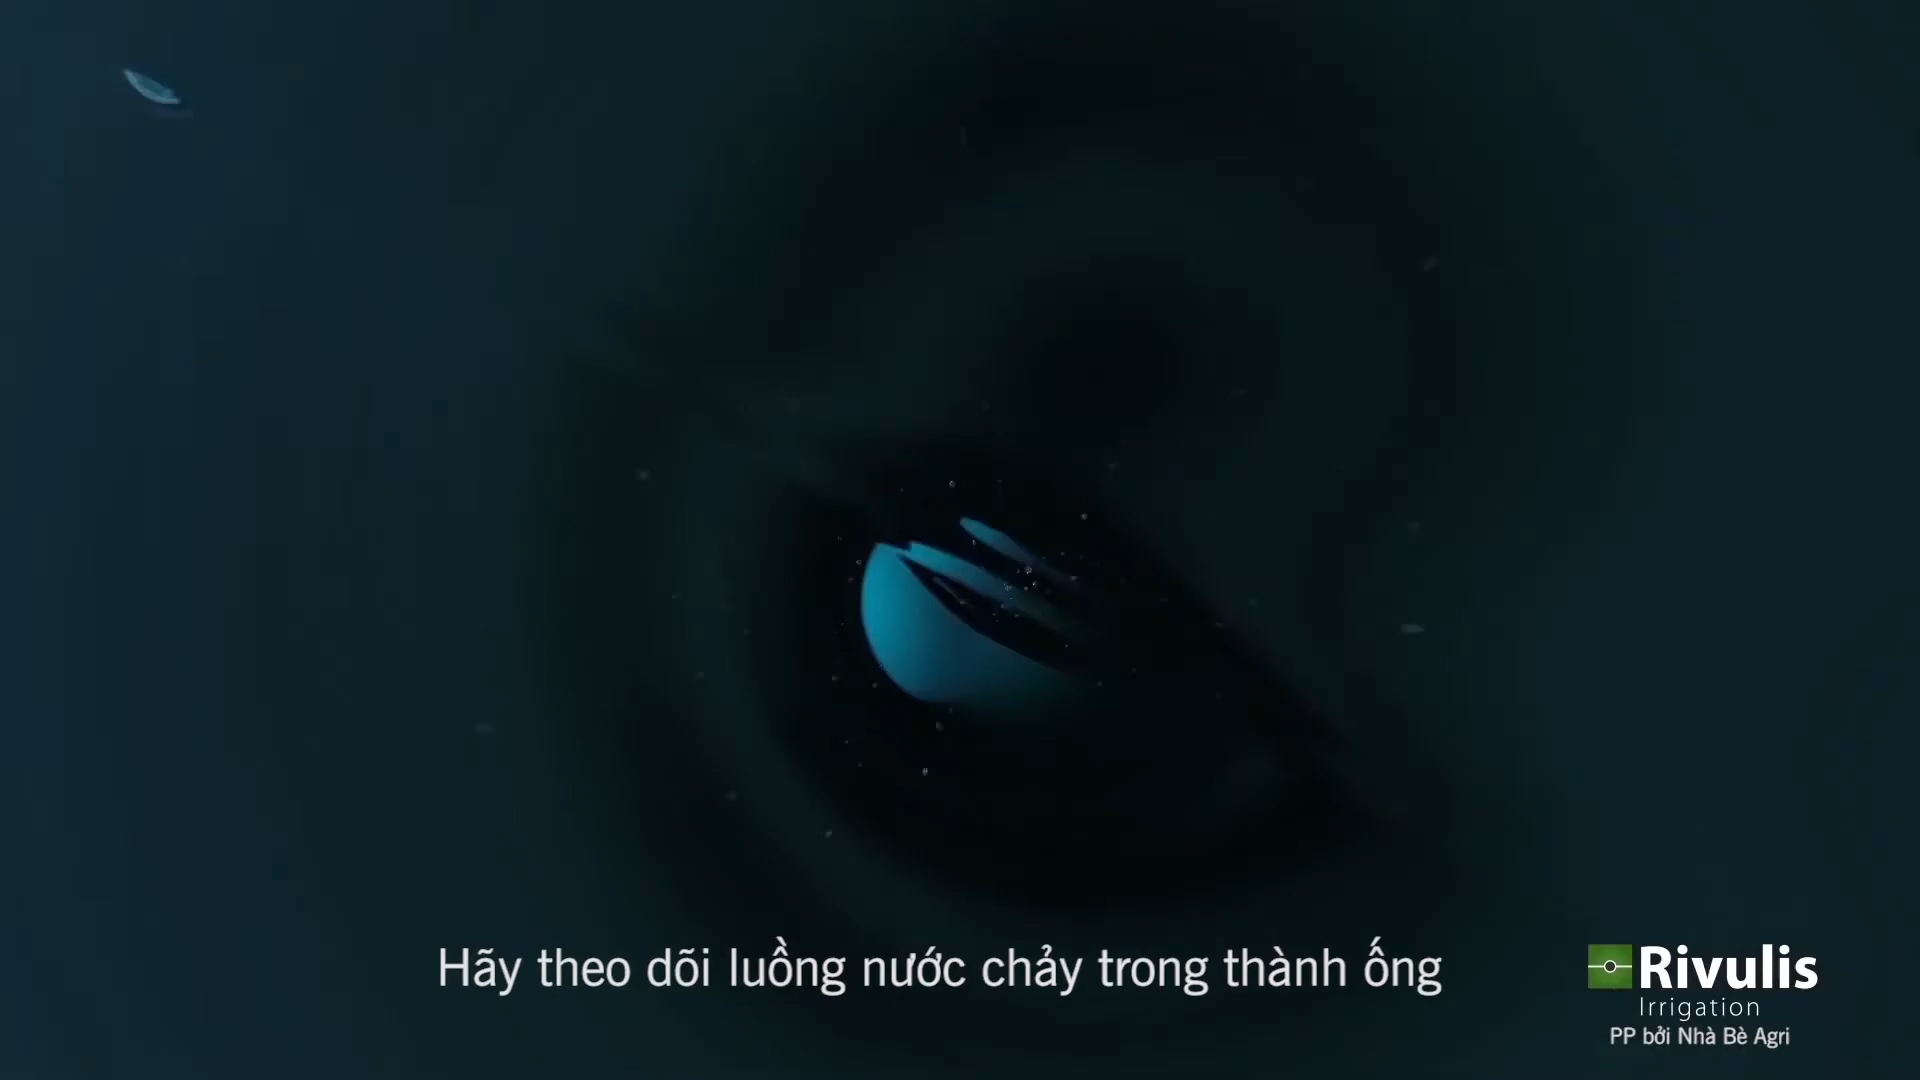 Hãy theo dõi luồng nước chảy trong thành ống
Rivulis
Irrigation
PP bởi Nhà Bè Agri